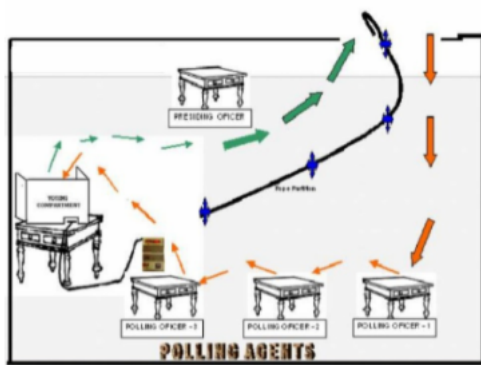 PRESIDING OFICER
VOTING
COMPARTMENT
Rope Partition
POLLING OFICER -3
POLLING OFICER -2
POLLING OFICER -1
POLLING AGENTS